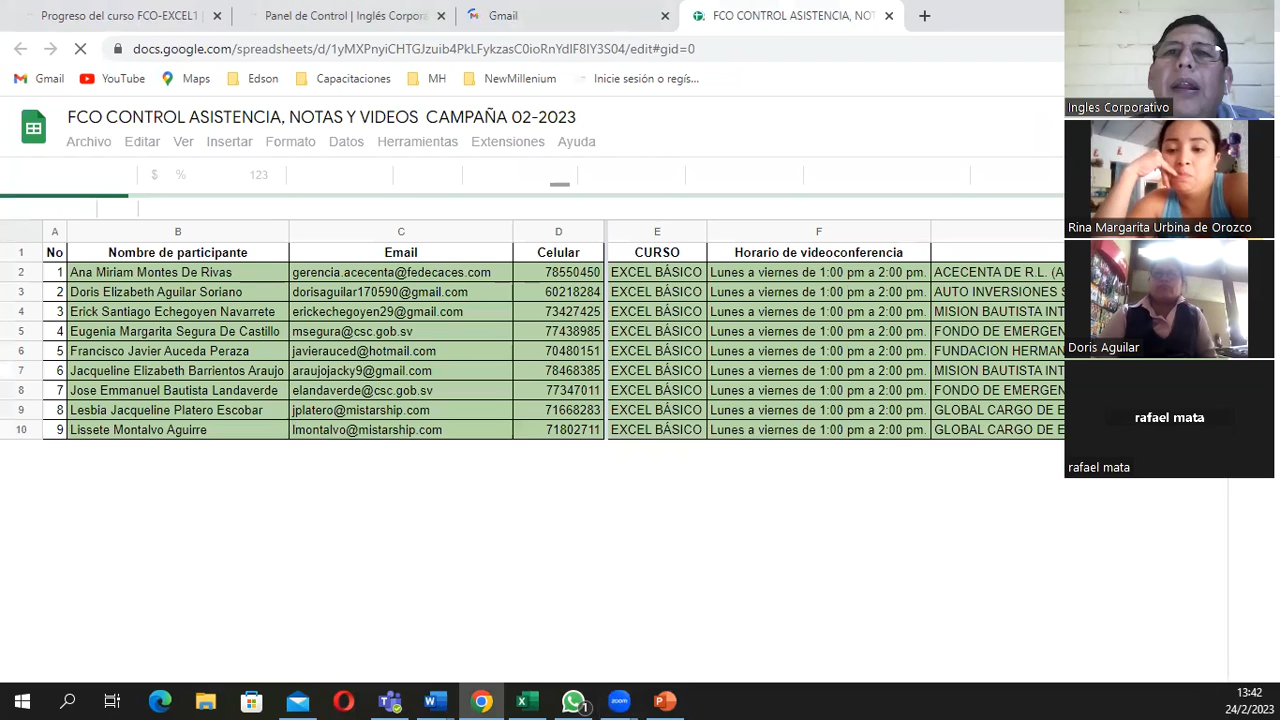 Progreso del curso FCO-EXCEL1
Panel de Control | Inglés Corpora
Gmail
FCO CONTROL ASISTENCIA, NOT
docs.google.com/spreadsheets/d/1yMXPnyiCHTGJzuib4PkLFykzasC0ioRnYdIF8IY3S04/edit#gid=0
Gmail YouTube Maps Edson Capacitaciones MH NewMillenium Inicie sesión o regís...
FCO CONTROL ASISTENCIA, NOTAS Y VIDEOS CAMPAÑA 02-2023
Archivo Editar Ver Insertar Formato Datos Herramientas Extensiones Ayuda
$ % 123
A B C D E F
1 No Nombre de participante Email Celular CURSO Horario de videoconferencia
2 1 Ana Miriam Montes De Rivas gerencia.acecenta@fedecaces.com 78550450 EXCEL BÁSICO Lunes a viernes de 1:00 pm a 2:00 pm. ACECENTA DE R.L. (A
3 2 Doris Elizabeth Aguilar Soriano dorisaguilar170590@gmail.com 60218284 EXCEL BÁSICO Lunes a viernes de 1:00 pm a 2:00 pm. AUTO INVERSIONES S
4 3 Erick Santiago Echegoyen Navarrete erickechegoyen29@gmail.com 73427425 EXCEL BÁSICO Lunes a viernes de 1:00 pm a 2:00 pm. MISION BAUTISTA INT
5 4 Eugenia Margarita Segura De Castillo msegura@csc.gob.sv 77438985 EXCEL BÁSICO Lunes a viernes de 1:00 pm a 2:00 pm. FONDO DE EMERGEN
6 5 Francisco Javier Auceda Peraza javierauced@hotmail.com 70480151 EXCEL BÁSICO Lunes a viernes de 1:00 pm a 2:00 pm. FUNDACION HERMAN
7 6 Jacqueline Elizabeth Barrientos Araujo araujojacky9@gmail.com 78468385 EXCEL BÁSICO Lunes a viernes de 1:00 pm a 2:00 pm. MISION BAUTISTA INT
8 7 Jose Emmanuel Bautista Landaverde elandaverde@csc.gob.sv 77347011 EXCEL BÁSICO Lunes a viernes de 1:00 pm a 2:00 pm. FONDO DE EMERGEN
9 8 Lesbia Jacqueline Platero Escobar jplatero@mistarship.com 71668283 EXCEL BÁSICO Lunes a viernes de 1:00 pm a 2:00 pm. GLOBAL CARGO DE E
10 9 Lissete Montalvo Aguirre lmontalvo@mistarship.com 71802711 EXCEL BÁSICO Lunes a viernes de 1:00 pm a 2:00 pm. GLOBAL CARGO DE E
Ingles Corporativo
Rina Margarita Urbina de Orozco
Doris Aguilar
rafael mata
rafael mata
zoom
1
13:42
24/2/2023